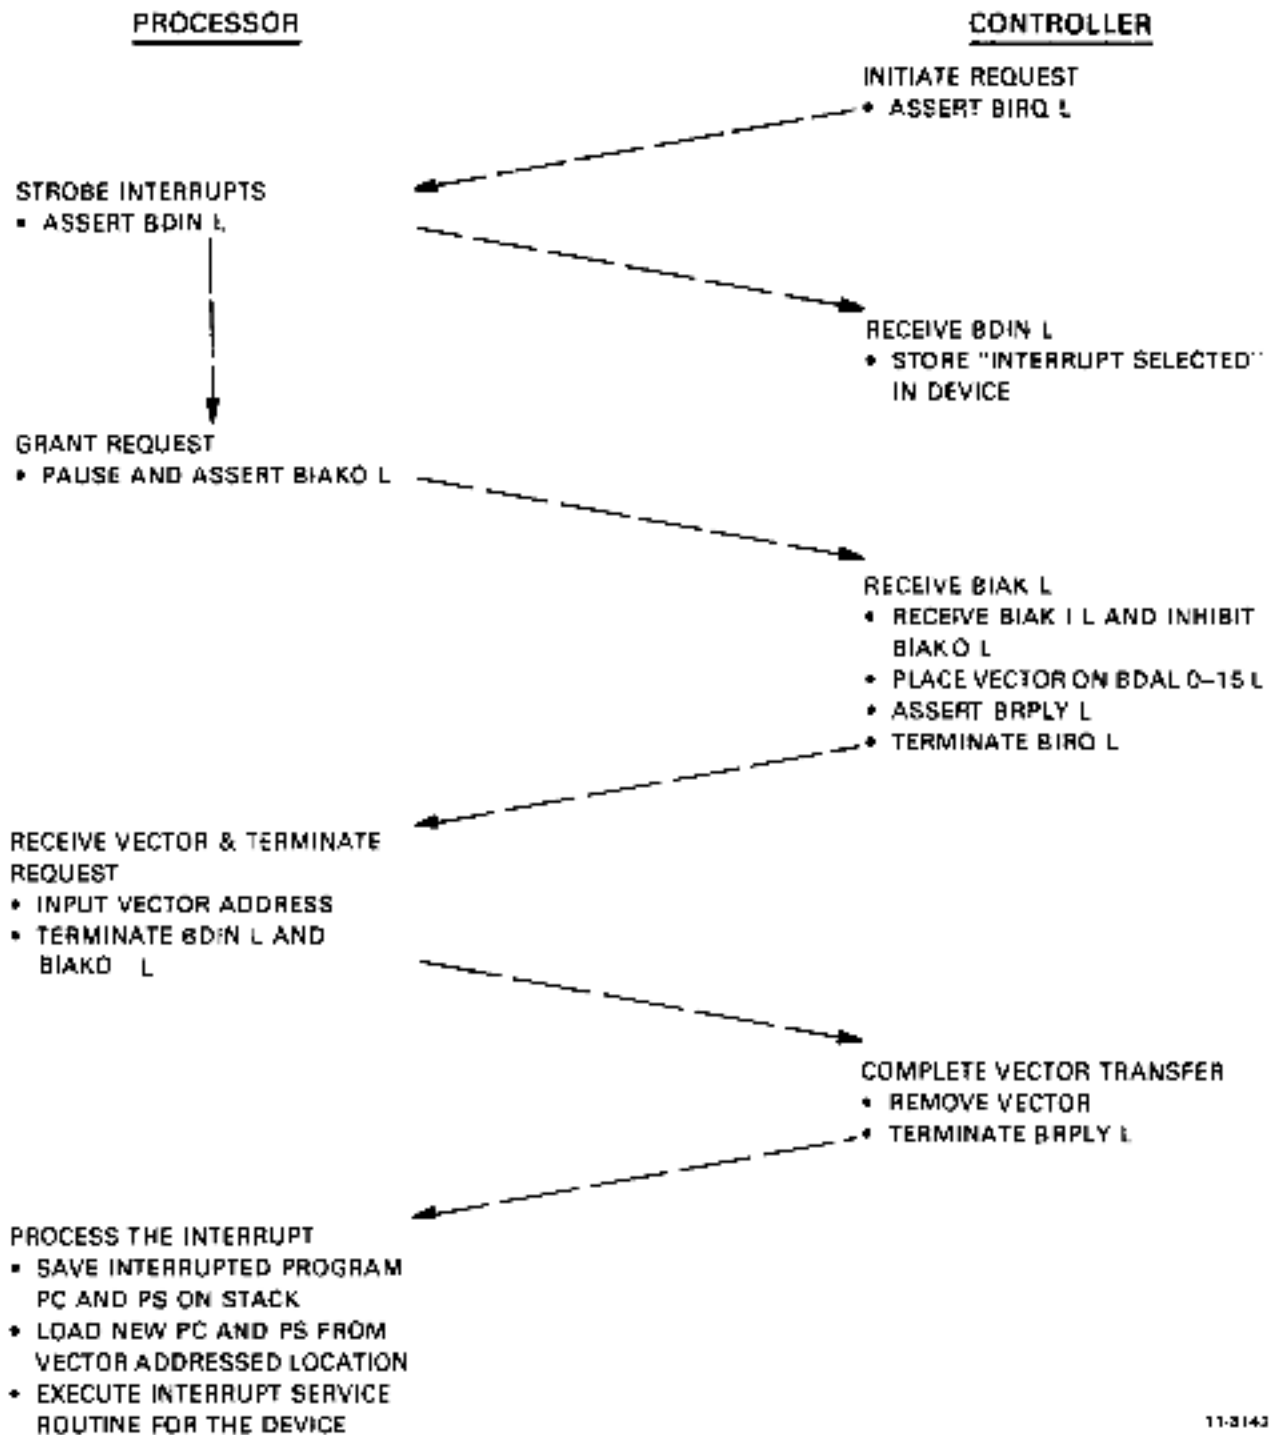 PROCESSOR
CONTROLLER
INITIATE REQUEST
• ASSERT BIRQ L
STROBE INTERRUPTS
• ASSERT BDIN L
RECEIVE BDIN L
• STORE "INTERRUPT SELECTED"
IN DEVICE
GRANT REQUEST
• PAUSE AND ASSERT BIAKO L
RECEIVE BIAK L
• RECEIVE BIAK I L AND INHIBIT
BIAKO L
• PLACE VECTOR ON BDAL 0–15 L
• ASSERT BRPLY L
• TERMINATE BIRQ L
RECEIVE VECTOR & TERMINATE
REQUEST
• INPUT VECTOR ADDRESS
• TERMINATE BDIN L AND
BIAKO L
COMPLETE VECTOR TRANSFER
• REMOVE VECTOR
• TERMINATE BRPLY L
PROCESS THE INTERRUPT
• SAVE INTERRUPTED PROGRAM
PC AND PS ON STACK
• LOAD NEW PC AND PS FROM
VECTOR ADDRESSED LOCATION
• EXECUTE INTERRUPT SERVICE
ROUTINE FOR THE DEVICE